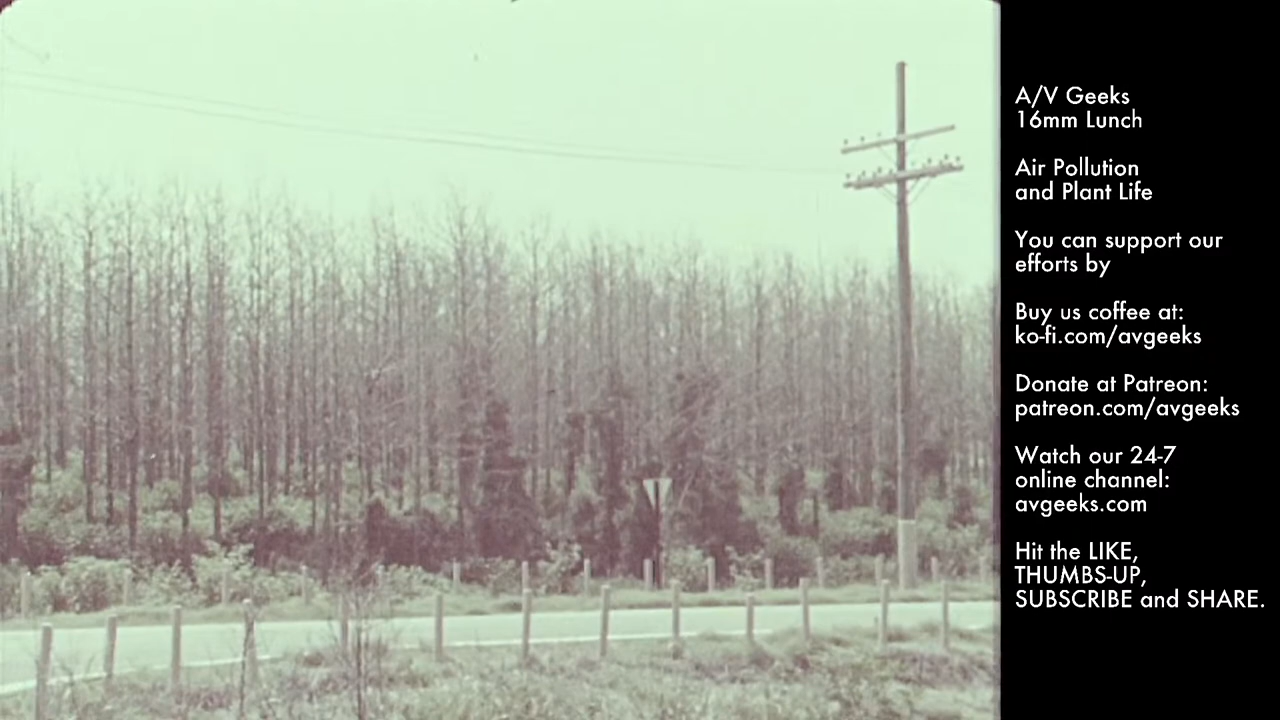 A/V Geeks
16mm Lunch
Air Pollution
and Plant Life
You can support our
efforts by
Buy us coffee at:
ko-fi.com/avgeeks
Donate at Patreon:
patreon.com/avgeeks
Watch our 24-7
online channel:
avgeeks.com
Hit the LIKE,
THUMBS-UP,
SUBSCRIBE and SHARE.